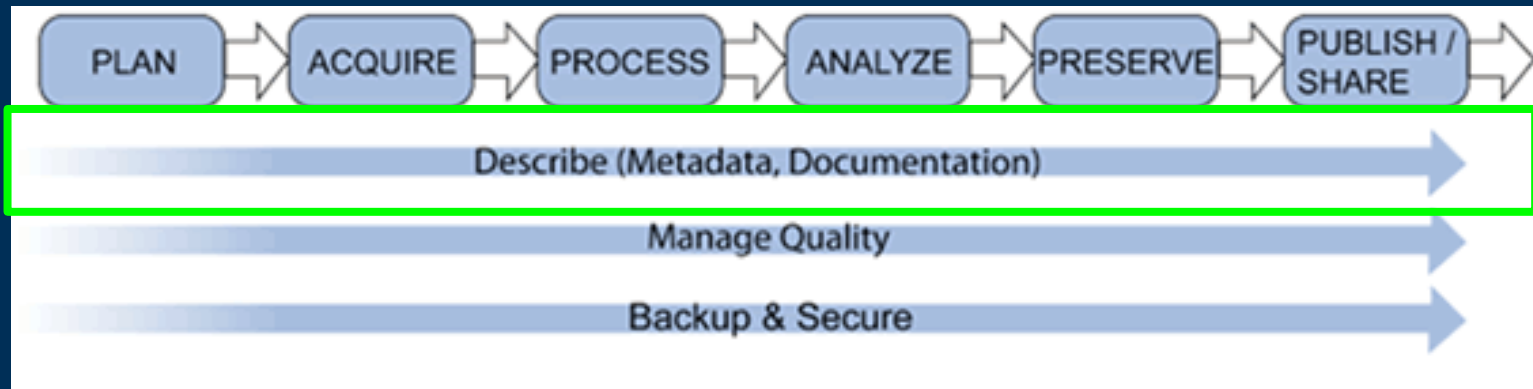 PLAN
ACQUIRE
PROCESS
ANALYZE
PRESERVE
PUBLISH /
SHARE
Describe (Metadata, Documentation)
Manage Quality
Backup & Secure